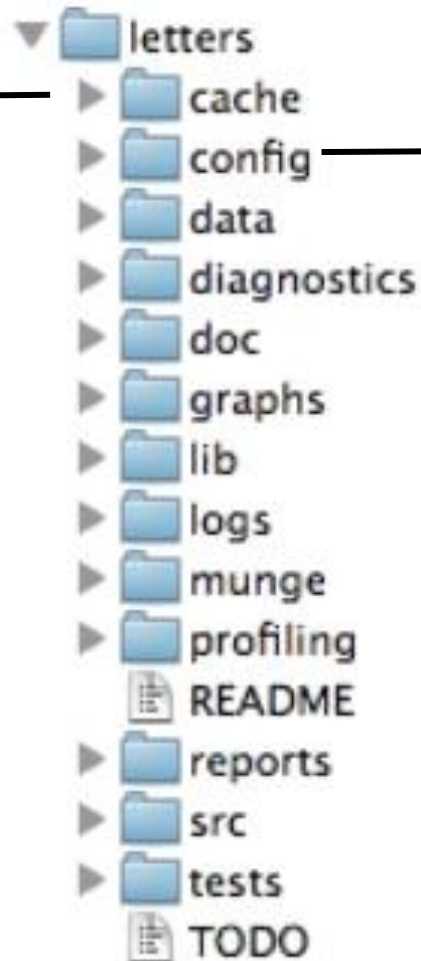 letters
cache
config
data
diagnostics
doc
graphs
lib
logs
munge
profiling
README
reports
src
tests
TODO